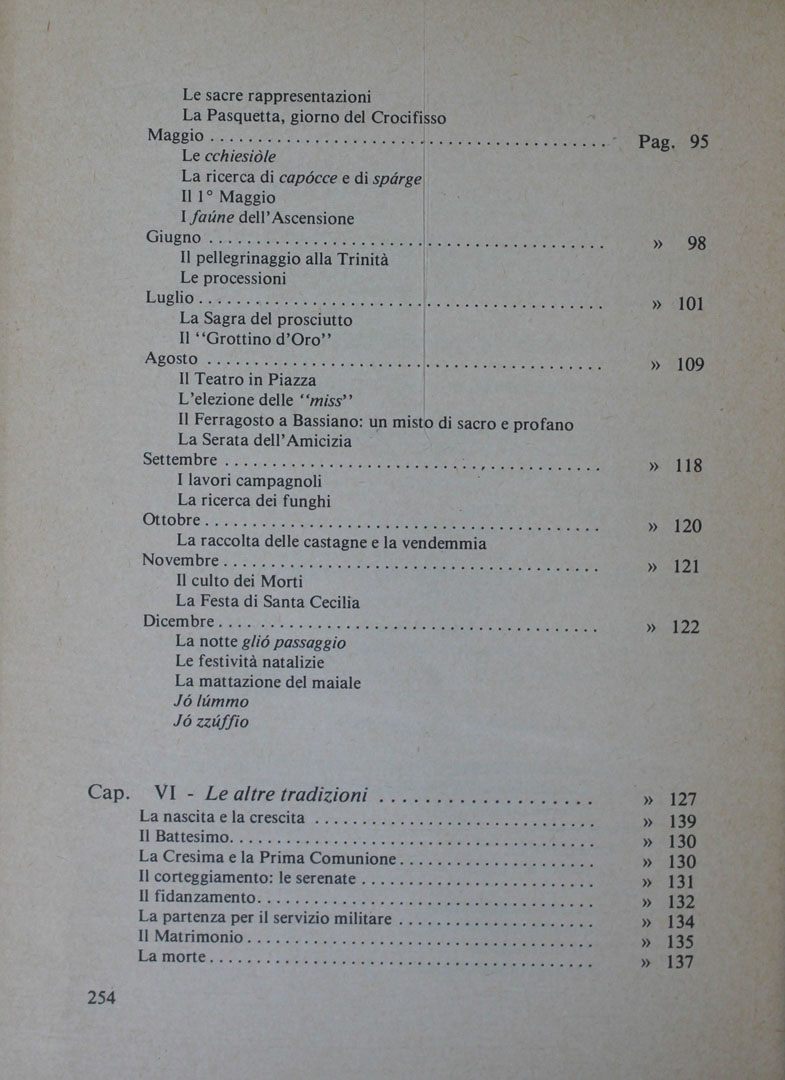 Le sacre rappresentazioni
La Pasquetta, giorno del Crocifisso
Maggio . . . . . . . . . . . . . . . . . . . . . . . . . . . . . . . . . . . . . . . . . . Pag. 95
Le cchiesiòle
La ricerca di capócce e di spárge
Il 1° Maggio
I faúne dell'Ascensione
Giugno . . . . . . . . . . . . . . . . . . . . . . . . . . . . . . . . . . . . . . . . . . » 98
Il pellegrinaggio alla Trinità
Le processioni
Luglio . . . . . . . . . . . . . . . . . . . . . . . . . . . . . . . . . . . . . . . . . . . » 101
La Sagra del prosciutto
Il "Grottino d'Oro"
Agosto . . . . . . . . . . . . . . . . . . . . . . . . . . . . . . . . . . . . . . . . . . » 109
Il Teatro in Piazza
L'elezione delle "miss"
Il Ferragosto a Bassiano: un misto di sacro e profano
La Serata dell'Amicizia
Settembre . . . . . . . . . . . . . . . . . . . . . . . . . . . . . . . . . . . . . . . . » 118
I lavori campagnoli
La ricerca dei funghi
Ottobre . . . . . . . . . . . . . . . . . . . . . . . . . . . . . . . . . . . . . . . . . . » 120
La raccolta delle castagne e la vendemmia
Novembre . . . . . . . . . . . . . . . . . . . . . . . . . . . . . . . . . . . . . . . . » 121
Il culto dei Morti
La Festa di Santa Cecilia
Dicembre . . . . . . . . . . . . . . . . . . . . . . . . . . . . . . . . . . . . . . . . » 122
La notte glió passaggio
Le festività natalizie
La mattazione del maiale
Jó lúmmo
Jó zzúffio
Cap. VI - Le altre tradizioni . . . . . . . . . . . . . . . . . . . » 127
La nascita e la crescita . . . . . . . . . . . . . . . . . . . . . . . . . . . . . . » 139
Il Battesimo. . . . . . . . . . . . . . . . . . . . . . . . . . . . . . . . . . . . . . . » 130
La Cresima e la Prima Comunione . . . . . . . . . . . . . . . . . . . . . » 130
Il corteggiamento: le serenate . . . . . . . . . . . . . . . . . . . . . . . . . » 131
Il fidanzamento. . . . . . . . . . . . . . . . . . . . . . . . . . . . . . . . . . . . » 132
La partenza per il servizio militare . . . . . . . . . . . . . . . . . . . . . » 134
Il Matrimonio . . . . . . . . . . . . . . . . . . . . . . . . . . . . . . . . . . . . . » 135
La morte . . . . . . . . . . . . . . . . . . . . . . . . . . . . . . . . . . . . . . . . . » 137
254